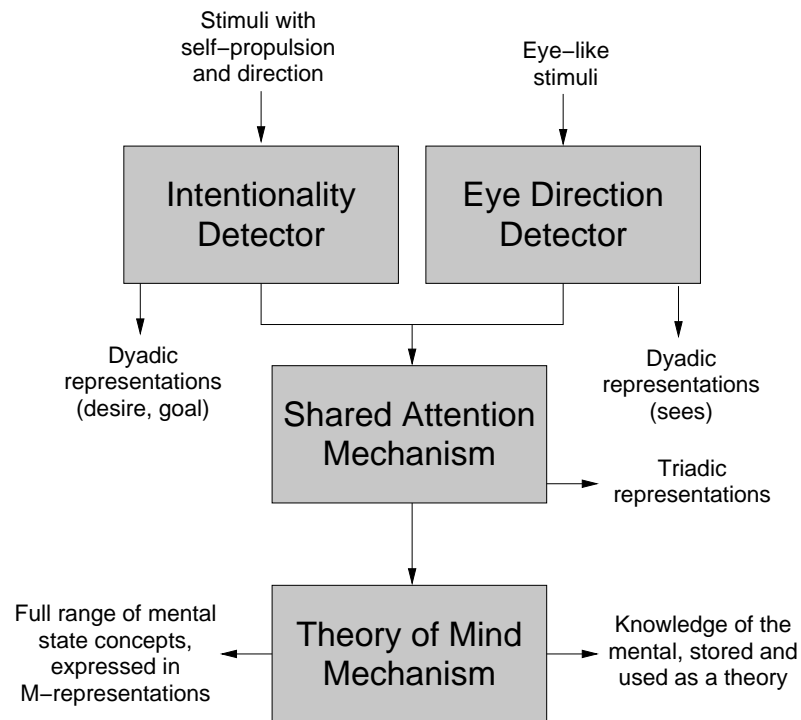 Stimuli with
self−propulsion
and direction
Eye−like
stimuli
Intentionality
Detector
Eye Direction
Detector
Dyadic
representations
(desire, goal)
Dyadic
representations
(sees)
Shared Attention
Mechanism
Triadic
representations
Full range of mental
state concepts,
expressed in
M−representations
Theory of Mind
Mechanism
Knowledge of the
mental, stored and
used as a theory